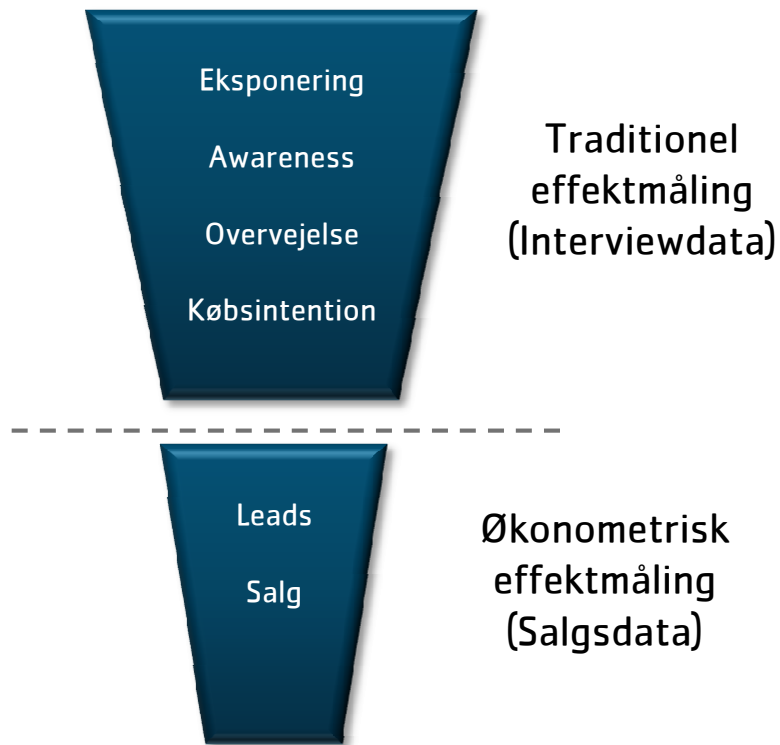 Eksponering
Awareness
Overvejelse
Købsintention
Traditionel
effektmåling
(Interviewdata)
Leads
Salg
Økonometrisk
effektmåling
(Salgsdata)